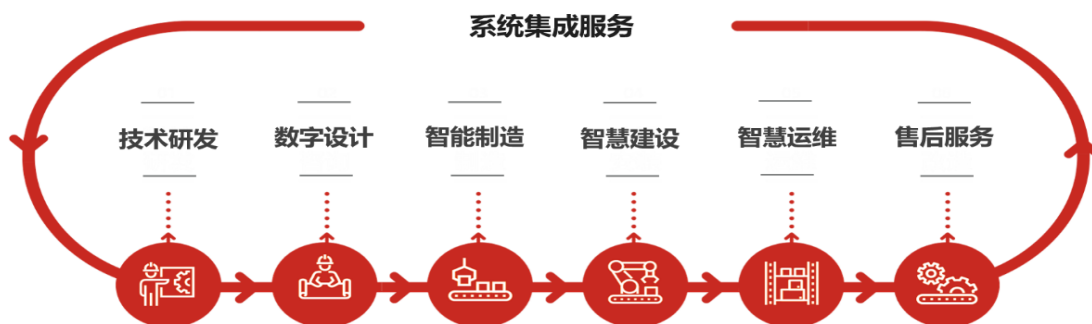 系统集成服务
技术研发
数字设计
智能制造
智慧建设
智慧运维
售后服务